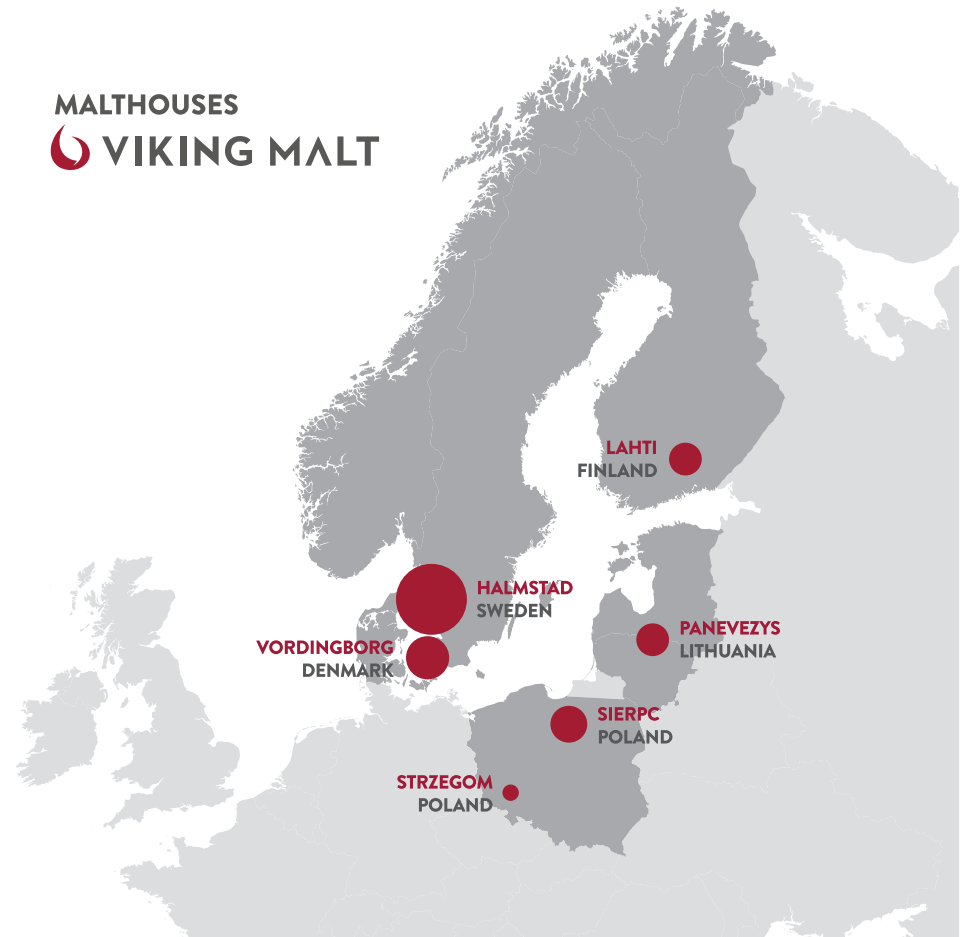 MALTHOUSES
VIKING MALT
LAHTI
FINLAND
HALMSTAD
SWEDEN
VORDINGBORG
DENMARK
PANEVEZYS
LITHUANIA
SIERPC
POLAND
STRZEGOM
POLAND